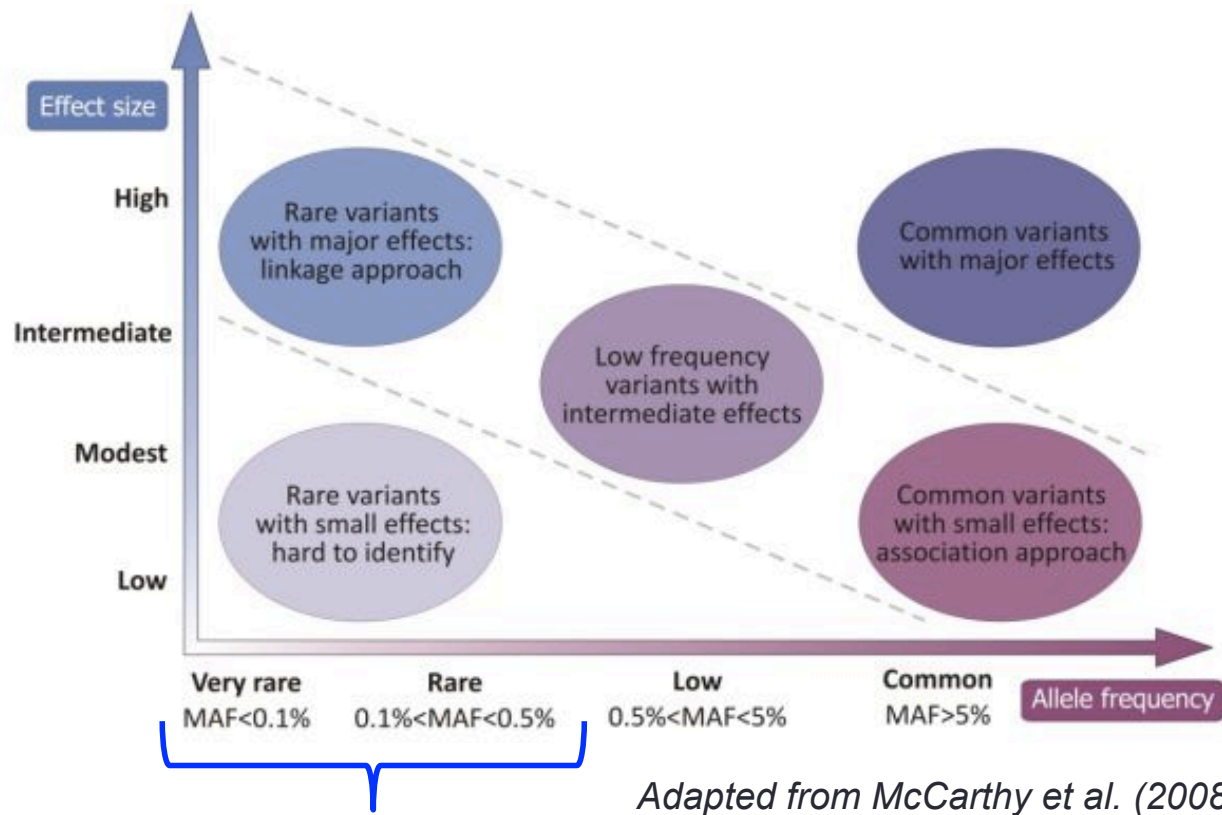 Effect size
High
Intermediate
Modest
Low
Rare variants
with major effects:
linkage approach
Common variants
with major effects
Low frequency
variants with
intermediate effects
Rare variants
with small effects:
hard to identify
Common variants
with small effects:
association approach
Very rare
MAF<0.1%
Rare
0.1%<MAF<0.5%
Low
0.5%<MAF<5%
Common
MAF>5%
Allele frequency
Adapted from McCarthy et al. (2008